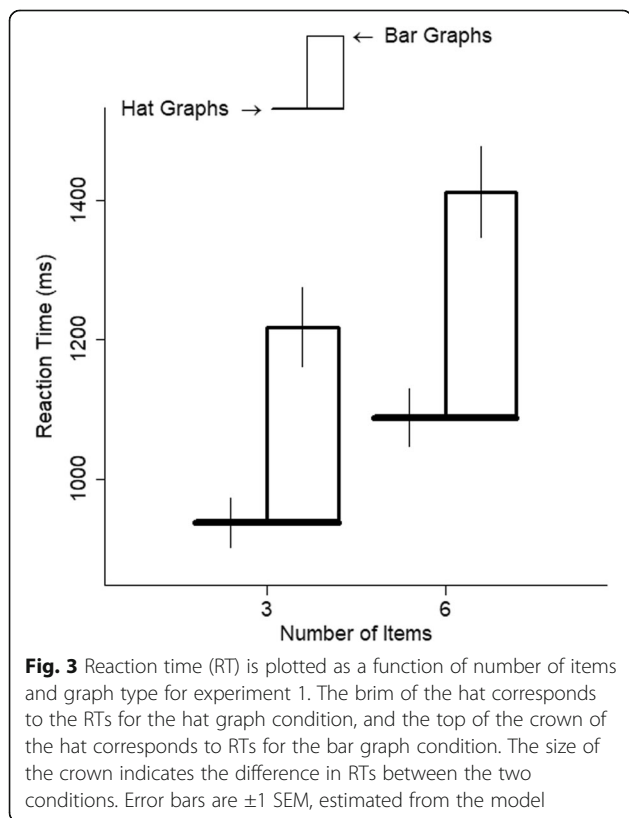 ← Bar Graphs
Hat Graphs →
1400
1200
1000
Reaction Time (ms)
3 6
Number of Items
Fig. 3 Reaction time (RT) is plotted as a function of number of items
and graph type for experiment 1. The brim of the hat corresponds
to the RTs for the hat graph condition, and the top of the crown of
the hat corresponds to RTs for the bar graph condition. The size of
the crown indicates the difference in RTs between the two
conditions. Error bars are ±1 SEM, estimated from the model